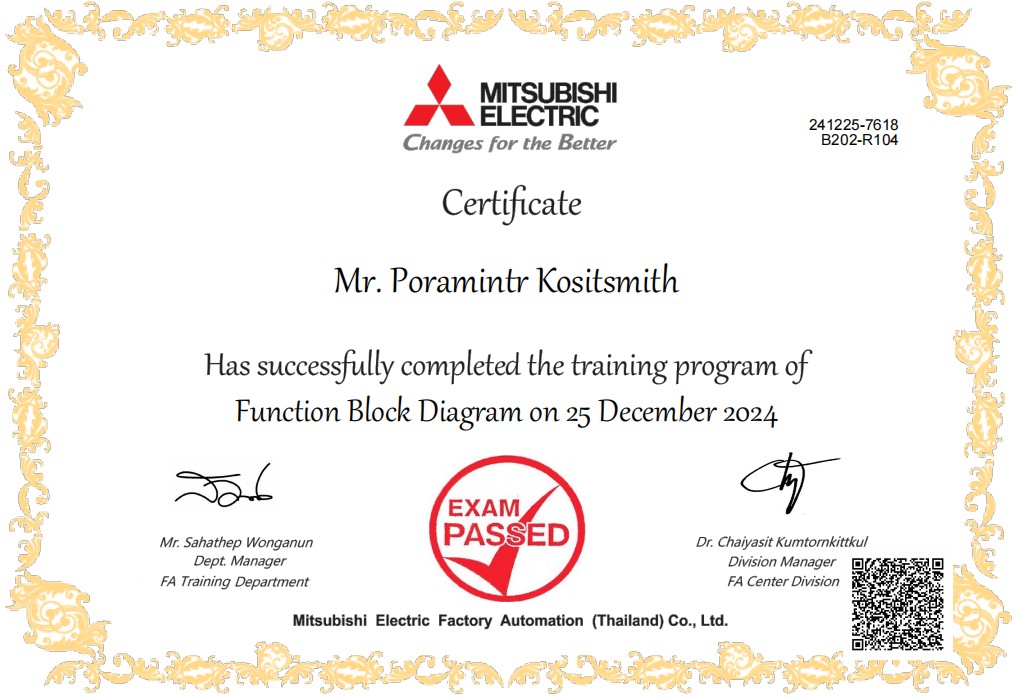 MITSUBISHI
ELECTRIC
Changes for the Better
241225-7618
B202-R104
Certificate
Mr. Poramintr Kositsmith
Has successfully completed the training program of
Function Block Diagram on 25 December 2024
EXAM
PASSED
Mr. Sahathep Wonganun
Dept. Manager
FA Training Department
Dr. Chaiyasit Kumtornkittkul
Division Manager
FA Center Division
Mitsubishi Electric Factory Automation (Thailand) Co., Ltd.